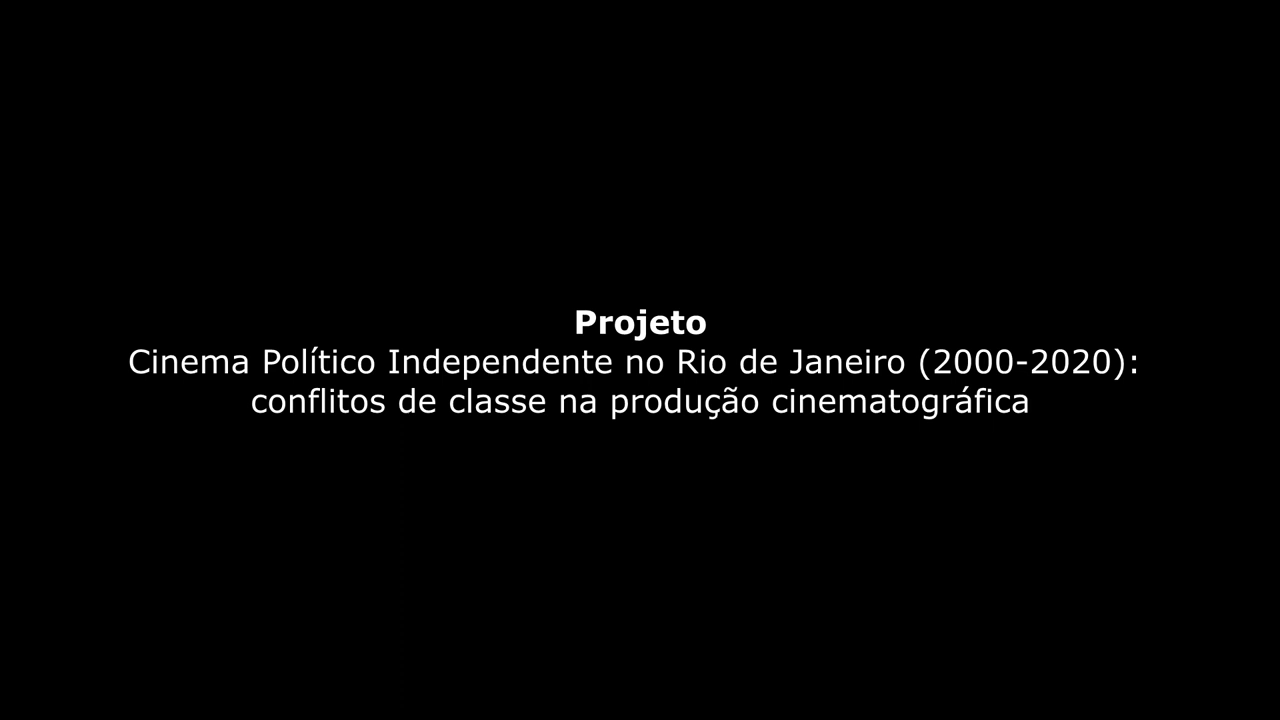 Projeto
Cinema Político Independente no Rio de Janeiro (2000-2020):
conflitos de classe na produção cinematográfica